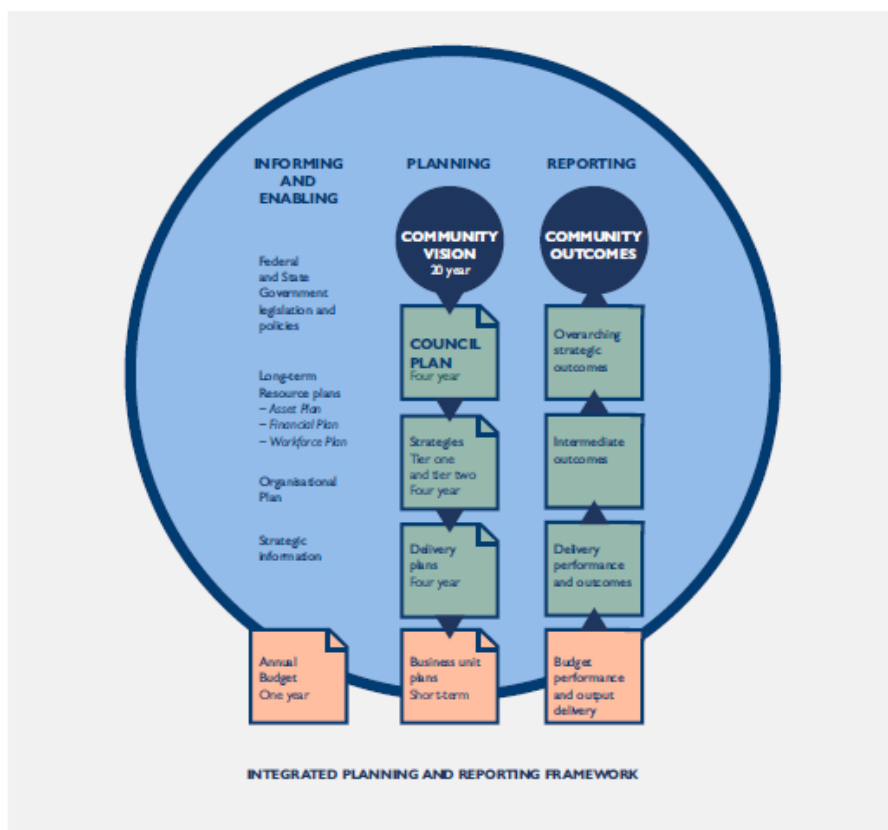 INFORMING
AND
ENABLING
Federal
and State
Government
legislation and
policies
Long-term
Resource plans
– Asset Plan
– Financial Plan
– Workforce Plan
Organisational
Plan
Strategic
information
Annual
Budget
One year
PLANNING
COMMUNITY
VISION
20 year
COUNCIL
PLAN
Four year
Strategies
Tier one
and tier two
Four year
Delivery
plans
Four year
Business unit
plans
Short-term
REPORTING
COMMUNITY
OUTCOMES
Overarching
strategic
outcomes
Intermediate
outcomes
Delivery
performance
and outcomes
Budget
performance
and output
delivery
INTEGRATED PLANNING AND REPORTING FRAMEWORK